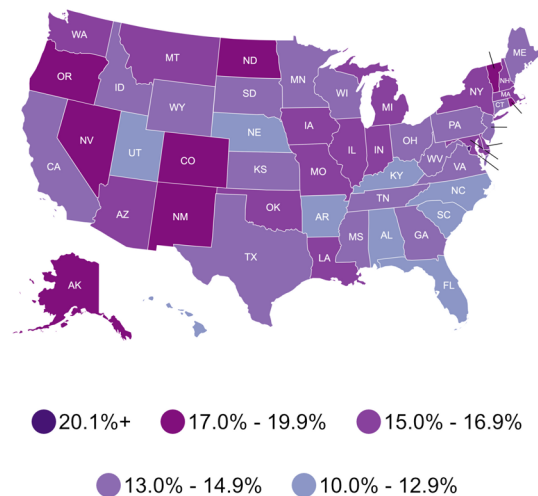 WA
MT
ND
MN
ME
OR
ID
SD
WI
NH
WY
MI
NY
MA
CT
NE
IA
PA
NV
UT
CO
IL
IN
OH
CA
KS
MO
WV
VA
KY
NC
AZ
NM
OK
AR
TN
SC
MS
AL
GA
TX
LA
AK
FL
20.1%+ 17.0% - 19.9% 15.0% - 16.9%
13.0% - 14.9% 10.0% - 12.9%